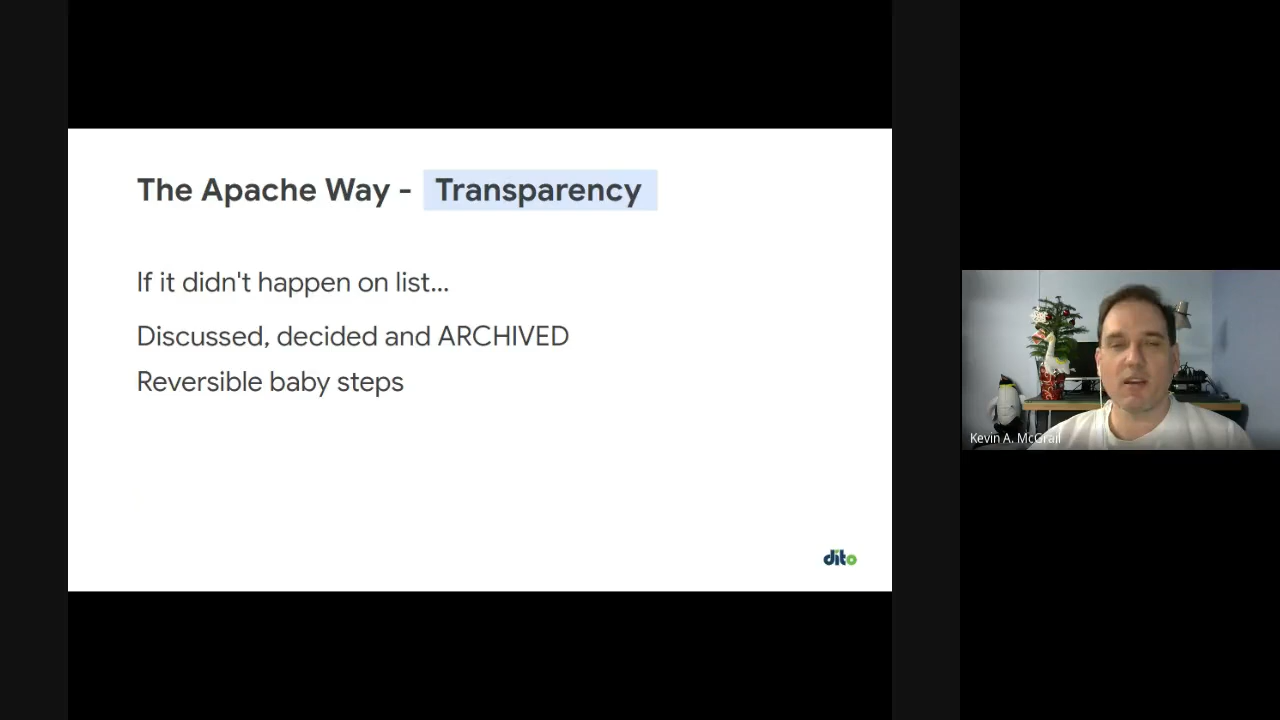 The Apache Way - Transparency
If it didn't happen on list...
Discussed, decided and ARCHIVED
Reversible baby steps
dito
Kevin A. McGrail